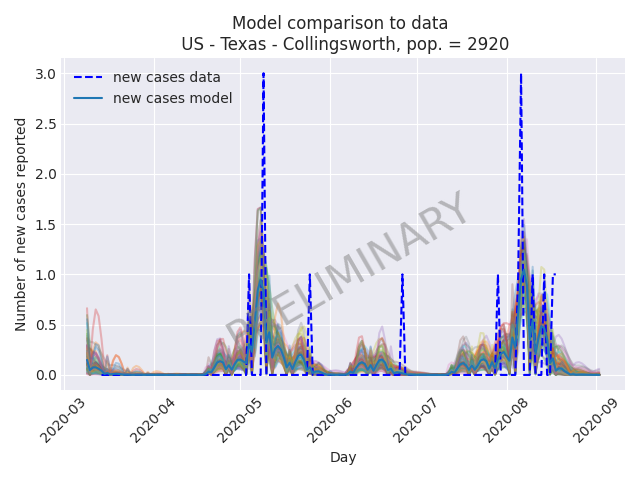 Model comparison to data
US - Texas - Collingsworth, pop. = 2920
new cases data
new cases model
PRELIMINARY
Number of new cases reported
3.0
2.5
2.0
1.5
1.0
0.5
0.0
2020-03
2020-04
2020-05
2020-06
2020-07
2020-08
2020-09
Day